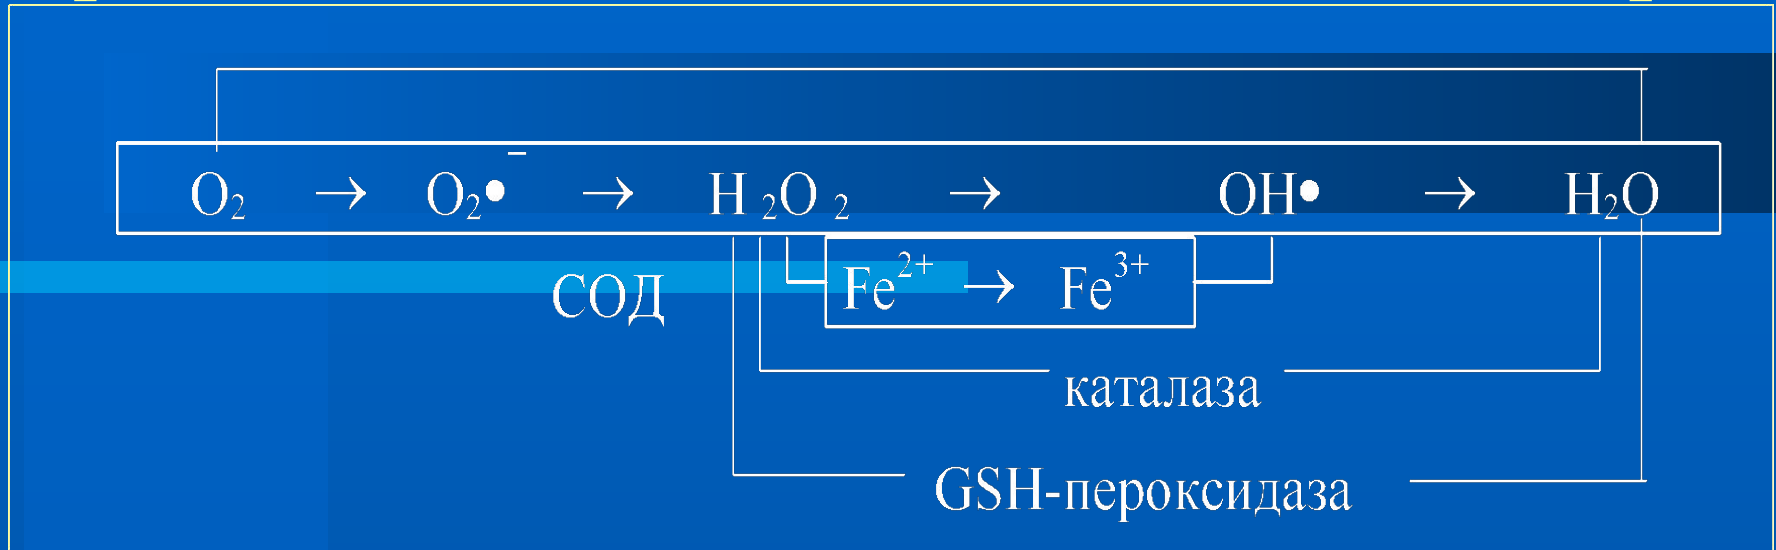 O₂ → O₂•⁻ → H₂O₂ → OH• → H₂O
СОД Fe²⁺ → Fe³⁺
каталаза
GSH-пероксидаза